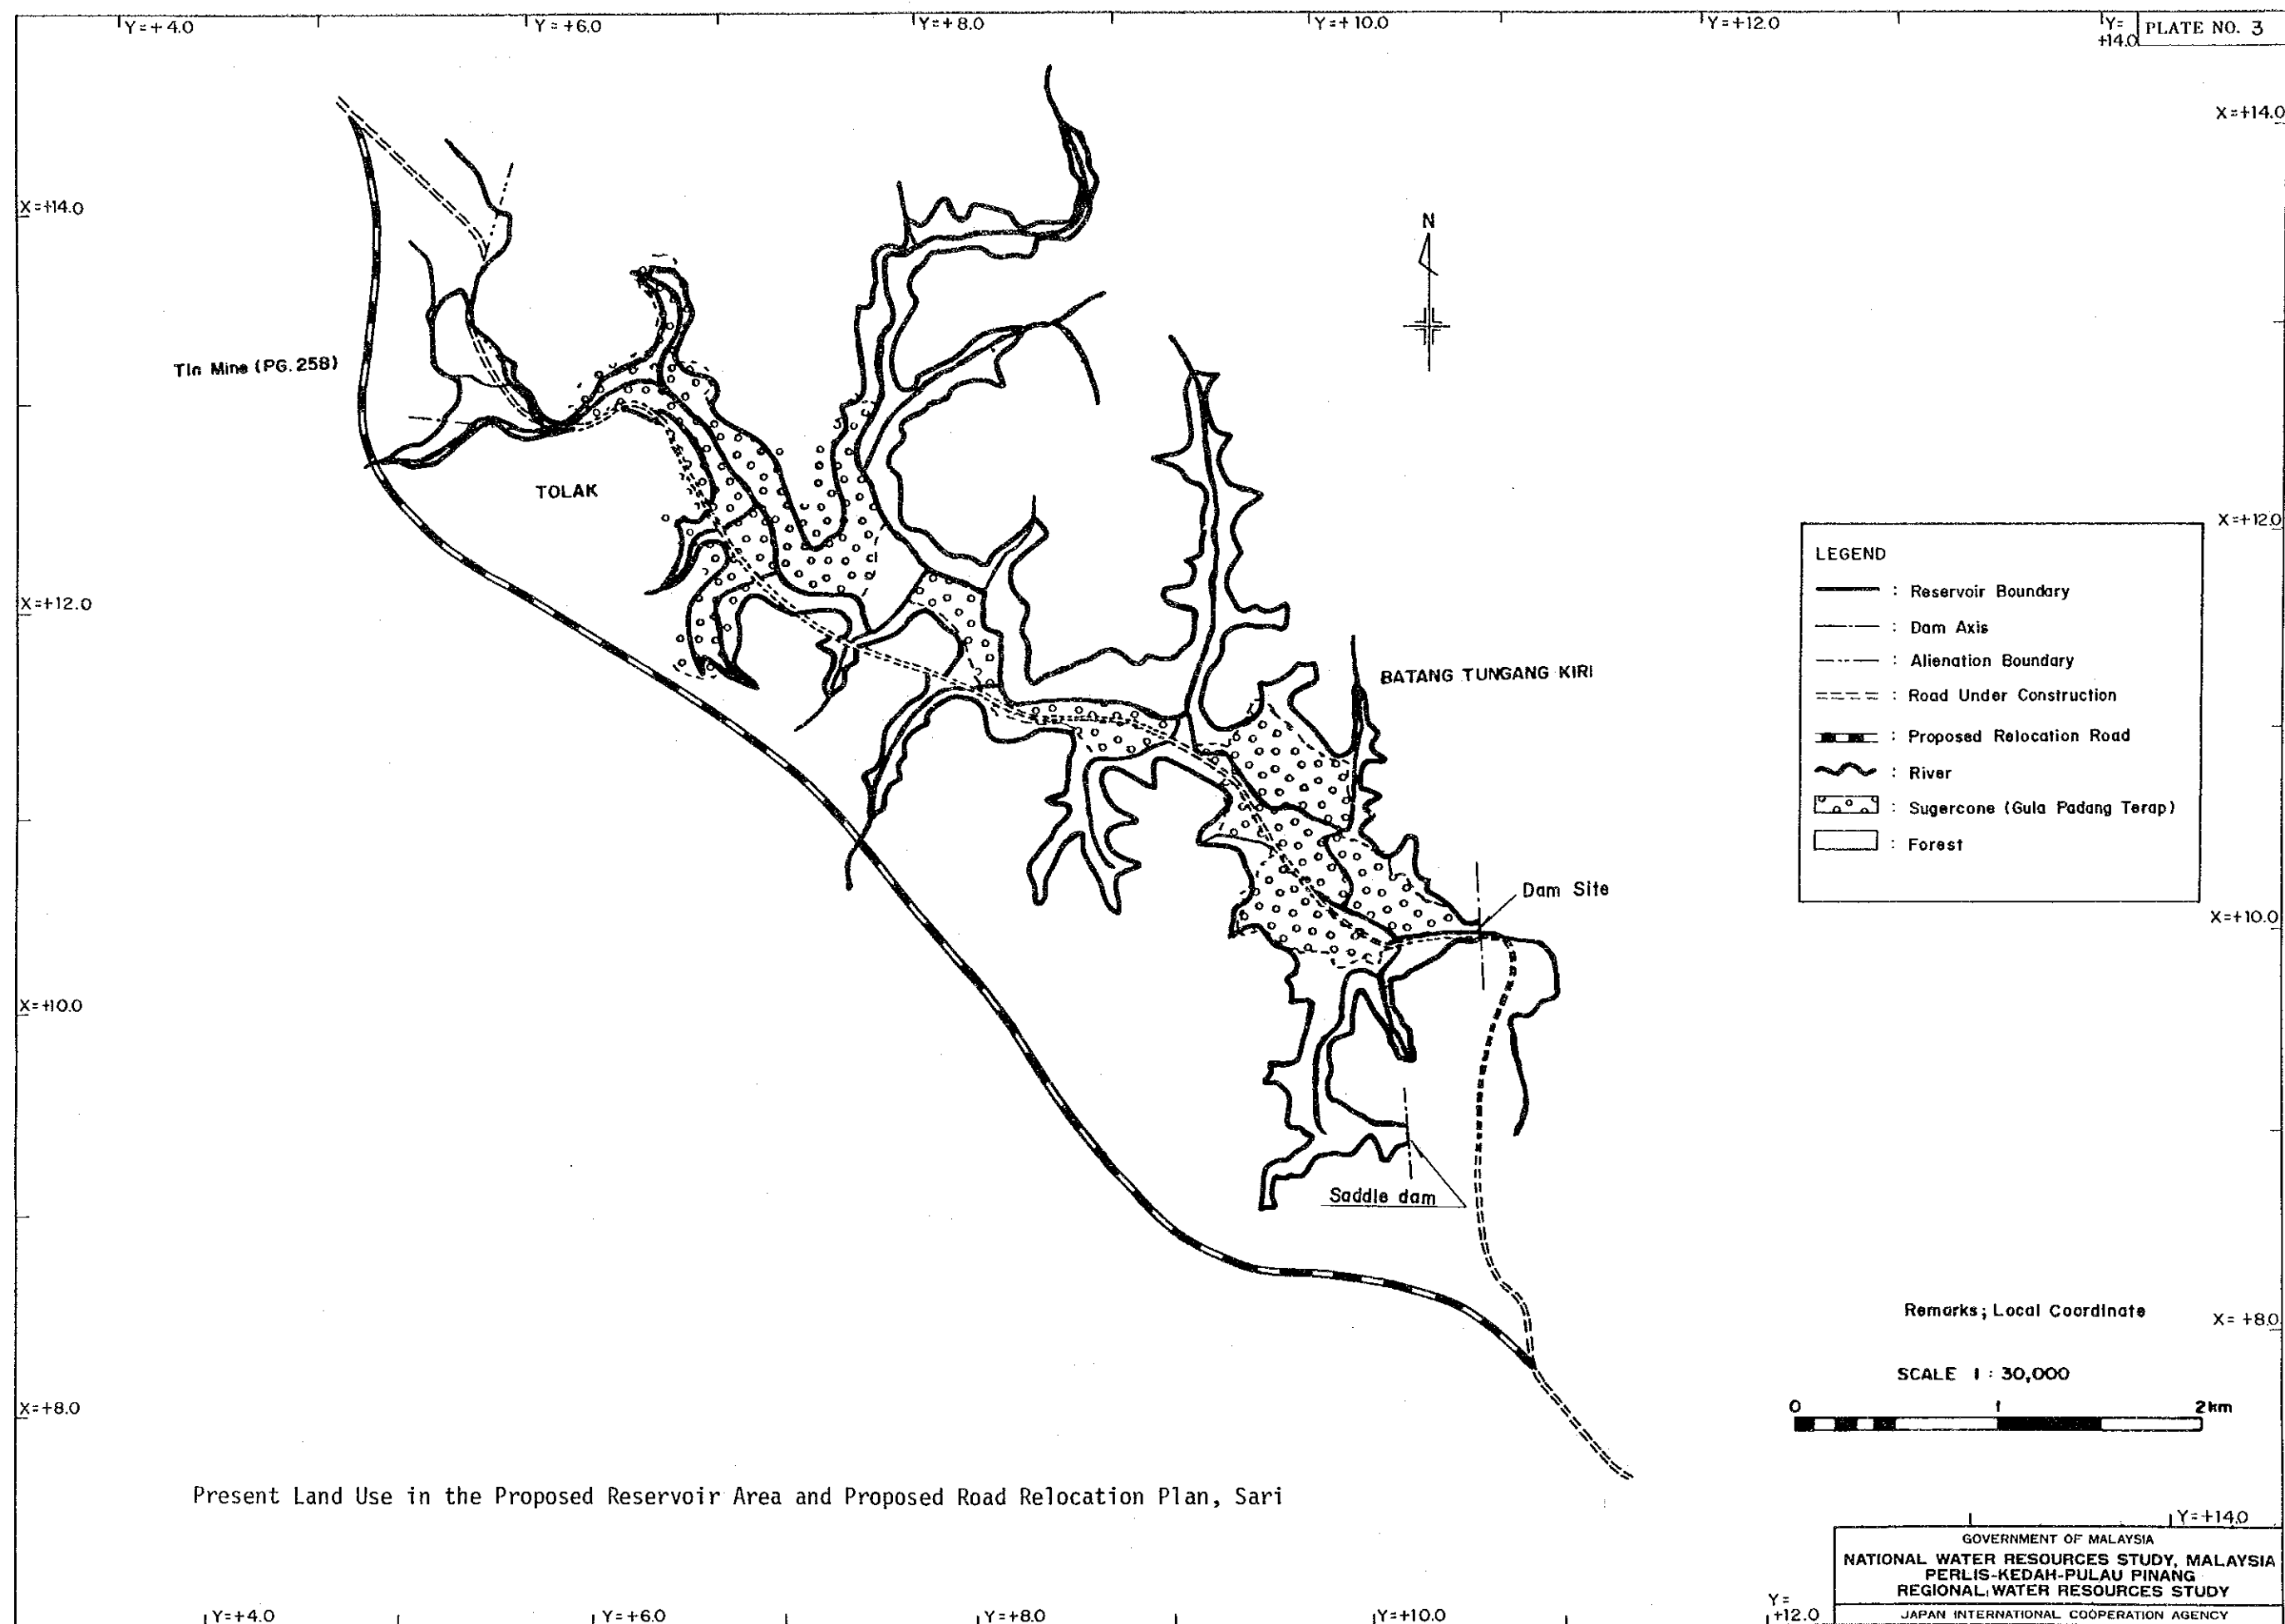 Y=+4.0
Y=+6.0
Y=+8.0
Y=+10.0
Y=+12.0
Y=
+14.0
PLATE NO. 3
X=+14.0
X=+14.0
N
Tin Mine (PG. 258)
TOLAK
X=+12.0
X=+12.0
LEGEND
: Reservoir Boundary
: Dam Axis
: Alienation Boundary
: Road Under Construction
: Proposed Relocation Road
: River
: Sugercone (Gula Padang Terap)
: Forest
BATANG TUNGANG KIRI
Dam Site
X=+10.0
X=+10.0
Saddle dam
Remarks; Local Coordinate
X=+8.0
SCALE 1 : 30,000
0 1 2km
X=+8.0
Present Land Use in the Proposed Reservoir Area and Proposed Road Relocation Plan, Sari
Y=+14.0
GOVERNMENT OF MALAYSIA
NATIONAL WATER RESOURCES STUDY, MALAYSIA
PERLIS-KEDAH-PULAU PINANG
REGIONAL WATER RESOURCES STUDY
JAPAN INTERNATIONAL COOPERATION AGENCY
Y=+4.0
Y=+6.0
Y=+8.0
Y=+10.0
Y=
+12.0